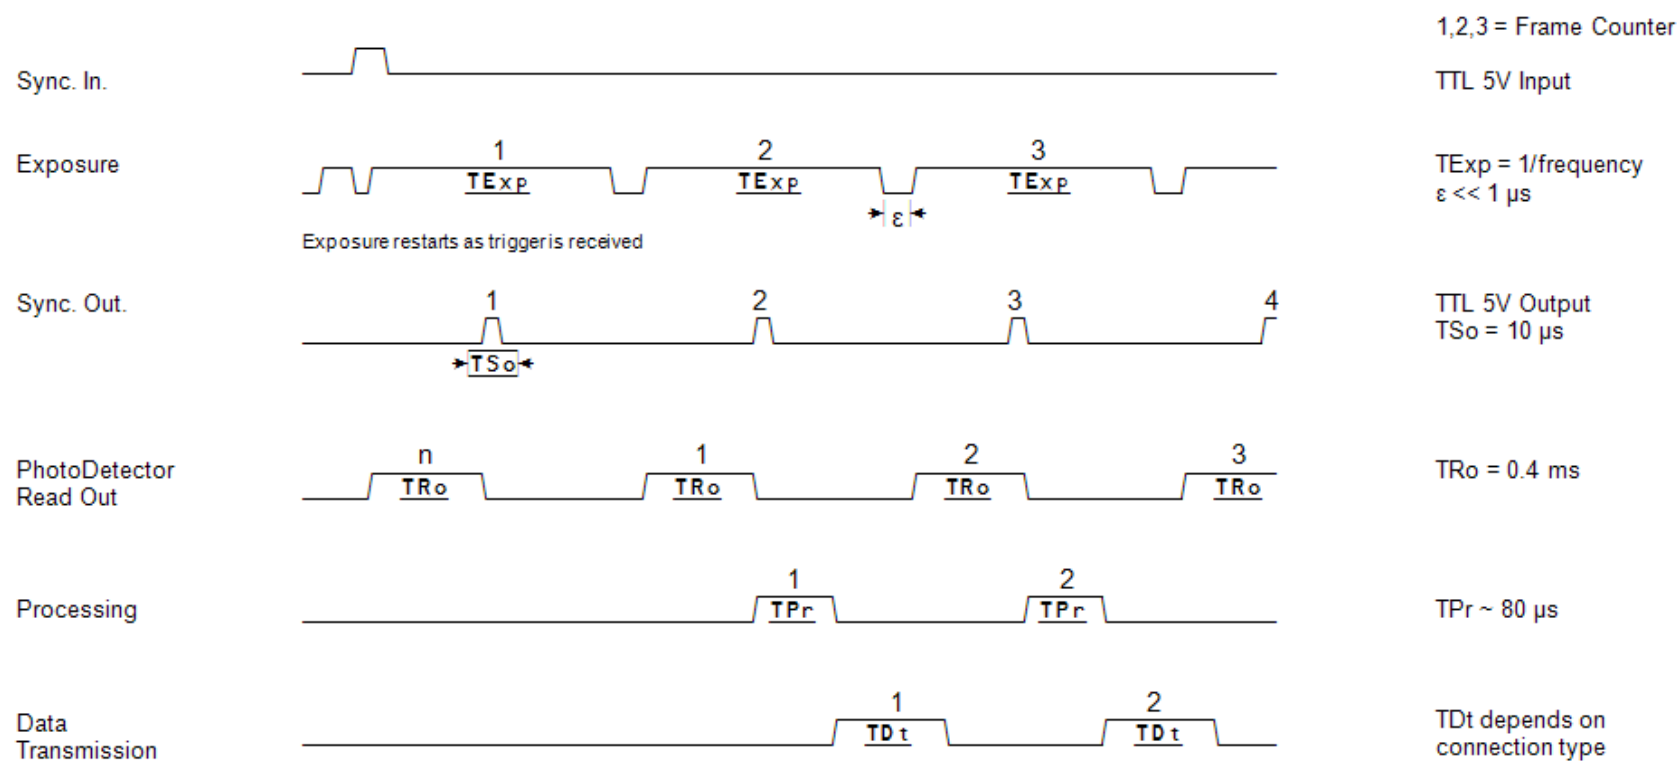 1,2,3 = Frame Counter
Sync. In.
TTL 5V Input
1 2 3
Exposure
TExp TExp TExp
TExp = 1/frequency
ε << 1 µs
ε
Exposure restarts as trigger is received
Sync. Out.
1 2 3 4
TTL 5V Output
TSo = 10 µs
TSo
n 1 2 3
PhotoDetector
Read Out
TRo TRo TRo TRo
TRo = 0.4 ms
1 2
Processing
TPr TPr
TPr ~ 80 µs
1 2
Data
Transmission
TDt TDt
TDt depends on
connection type